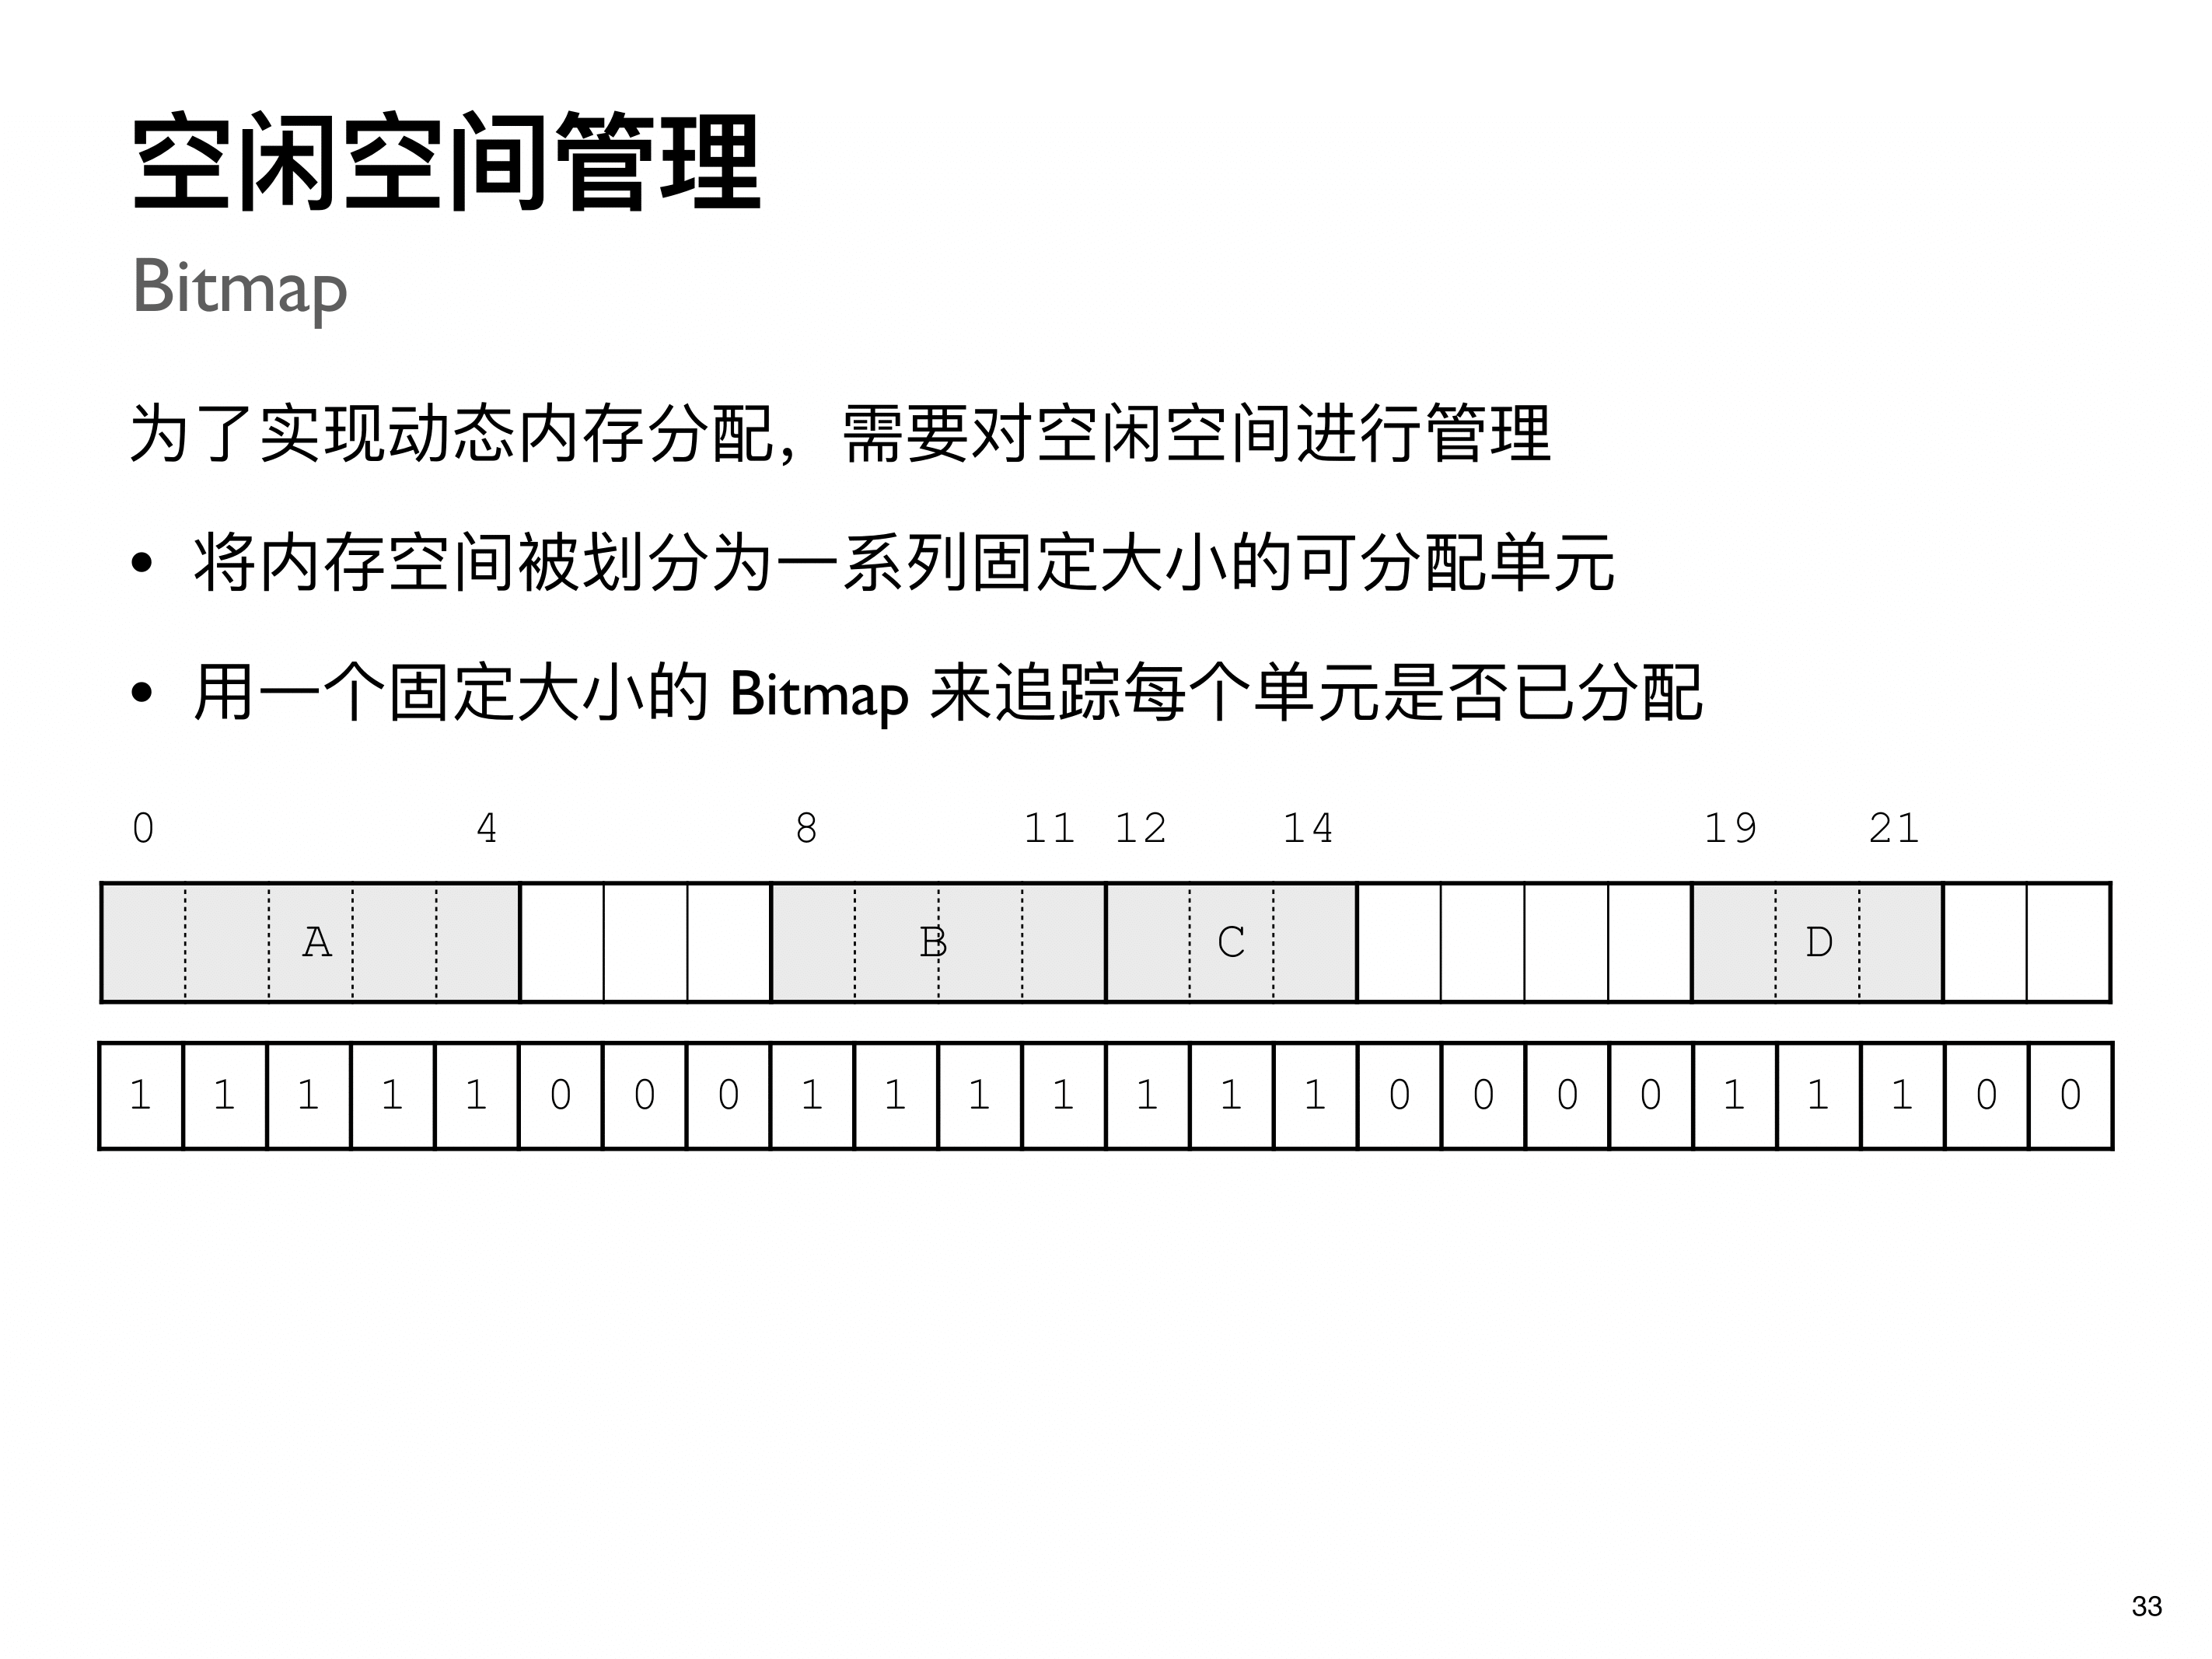 空闲空间管理
Bitmap
为了实现动态内存分配，需要对空闲空间进行管理
• 将内存空间被划分为一系列固定大小的可分配单元
• 用一个固定大小的 Bitmap 来追踪每个单元是否已分配
0 4 8 11 12 14 19 21
A B C D
1 1 1 1 1 0 0 0 1 1 1 1 1 1 1 0 0 0 0 1 1 1 0 0
33